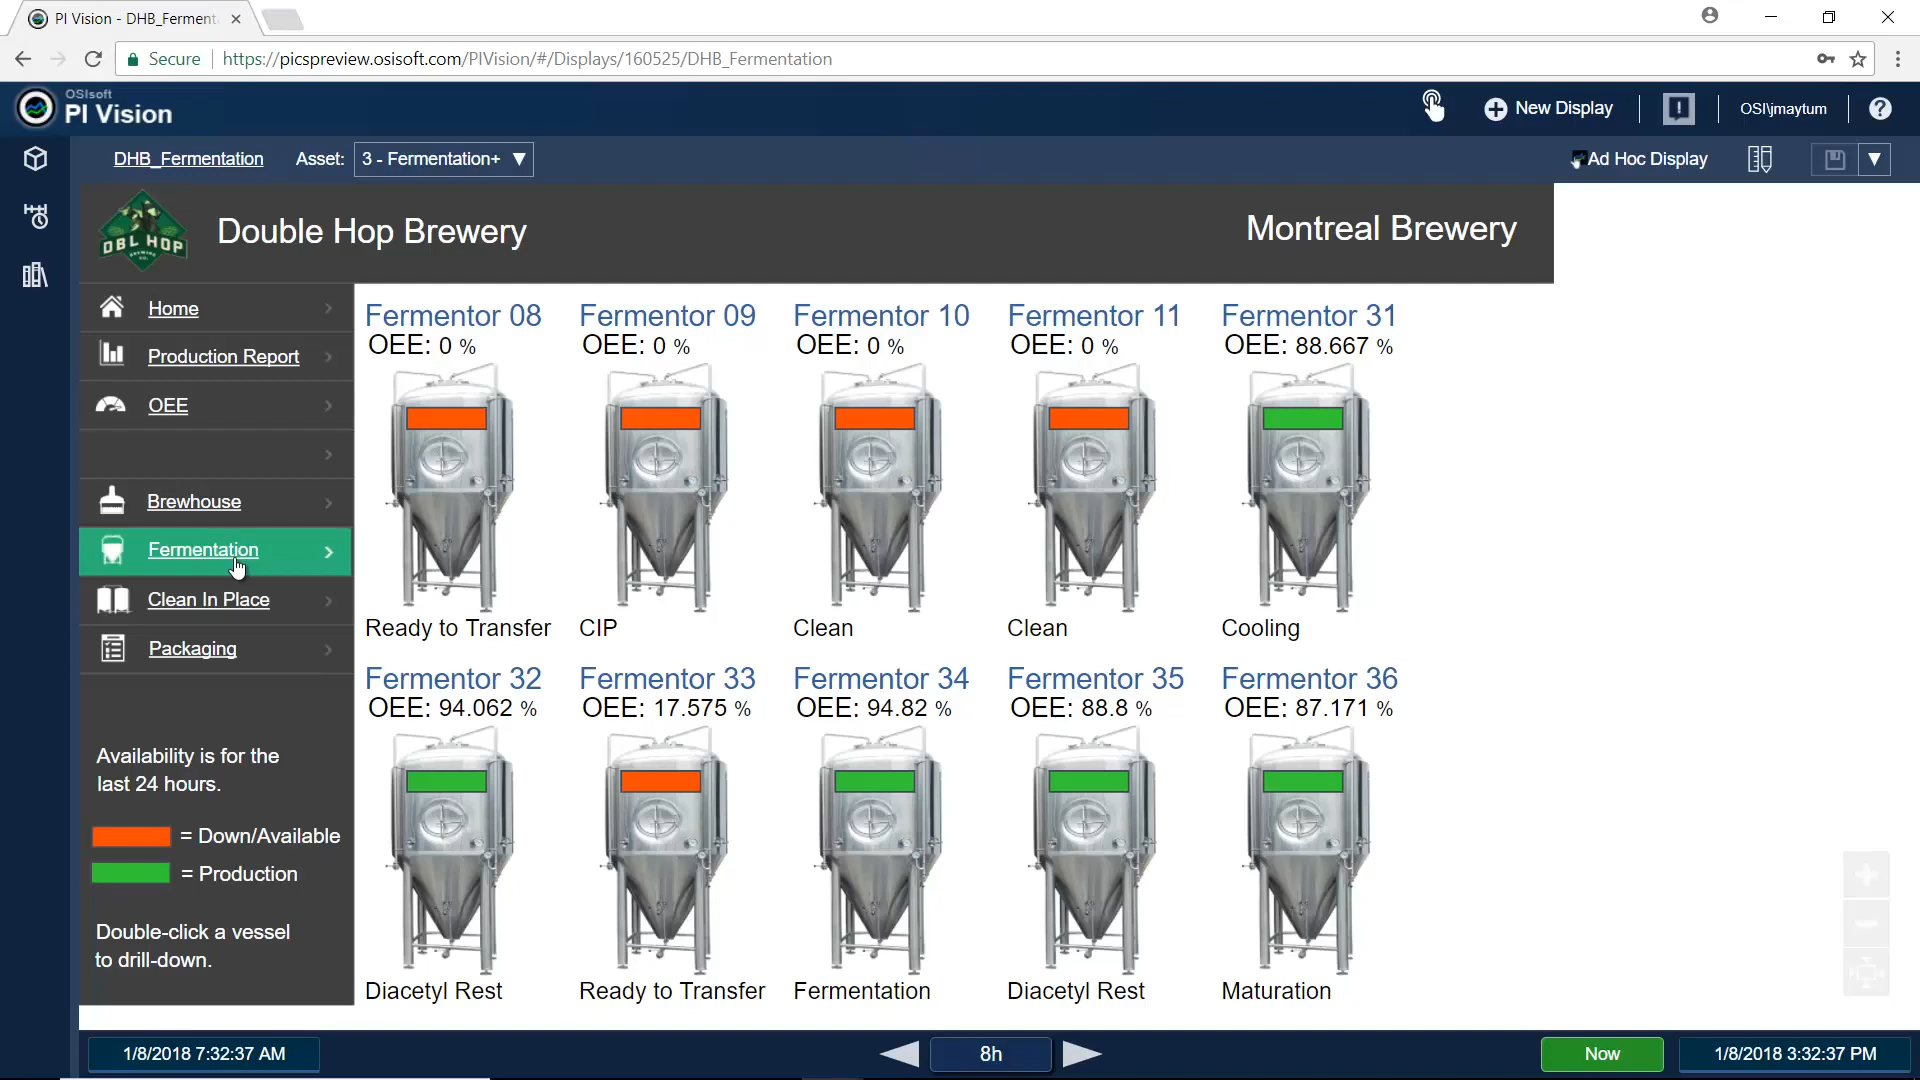 PI Vision - DHB_Ferment
Secure
https://picspreview.osisoft.com/PIVision/#/Displays/160525/DHB_Fermentation
OSIsoft
PI Vision
New Display
OSI\jmaytum
DHB_Fermentation
Asset:
3 - Fermentation+
Ad Hoc Display
DBL HOP
BREWING
CO.
Double Hop Brewery
Montreal Brewery
Home
Production Report
OEE
Brewhouse
Fermentation
Clean In Place
Packaging
Availability is for the
last 24 hours.
= Down/Available
= Production
Double-click a vessel
to drill-down.
Fermentor 08
OEE: 0 %
Ready to Transfer
Fermentor 09
OEE: 0 %
CIP
Fermentor 10
OEE: 0 %
Clean
Fermentor 11
OEE: 0 %
Clean
Fermentor 31
OEE: 88.667 %
Cooling
Fermentor 32
OEE: 94.062 %
Diacetyl Rest
Fermentor 33
OEE: 17.575 %
Ready to Transfer
Fermentor 34
OEE: 94.82 %
Fermentation
Fermentor 35
OEE: 88.8 %
Diacetyl Rest
Fermentor 36
OEE: 87.171 %
Maturation
1/8/2018 7:32:37 AM
8h
Now
1/8/2018 3:32:37 PM